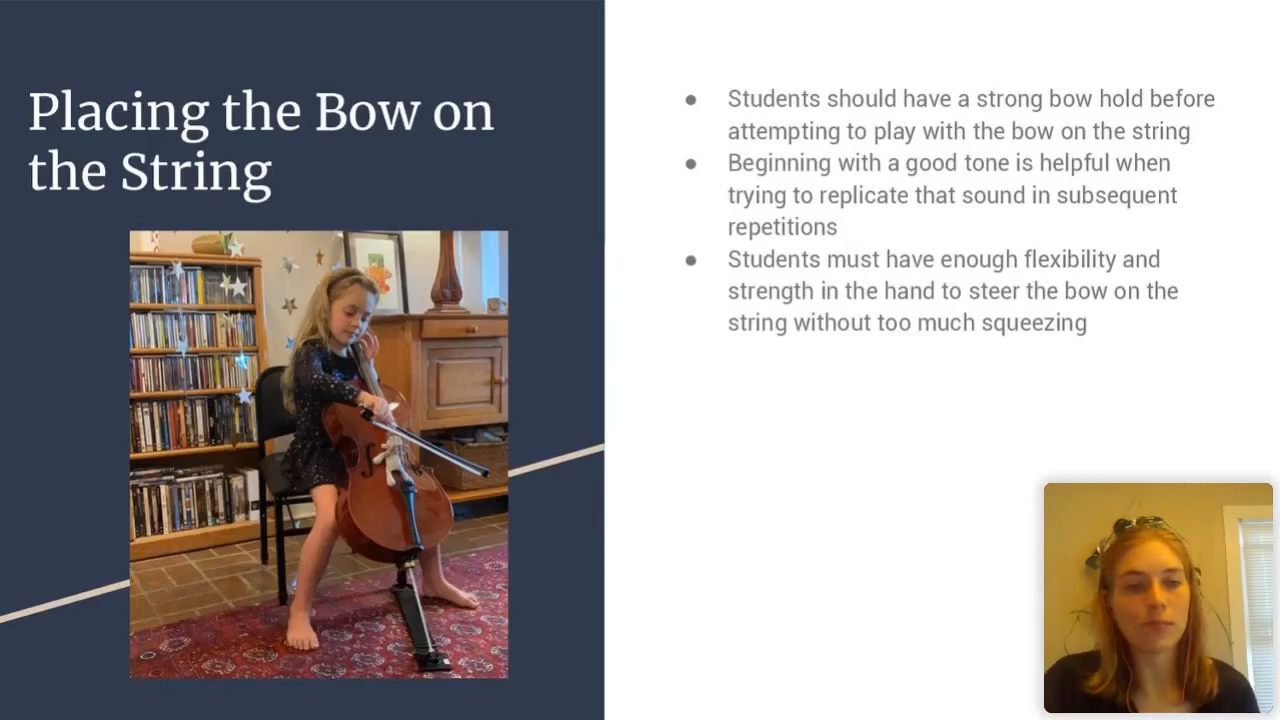 Placing the Bow on
the String
● Students should have a strong bow hold before
attempting to play with the bow on the string
● Beginning with a good tone is helpful when
trying to replicate that sound in subsequent
repetitions
● Students must have enough flexibility and
strength in the hand to steer the bow on the
string without too much squeezing